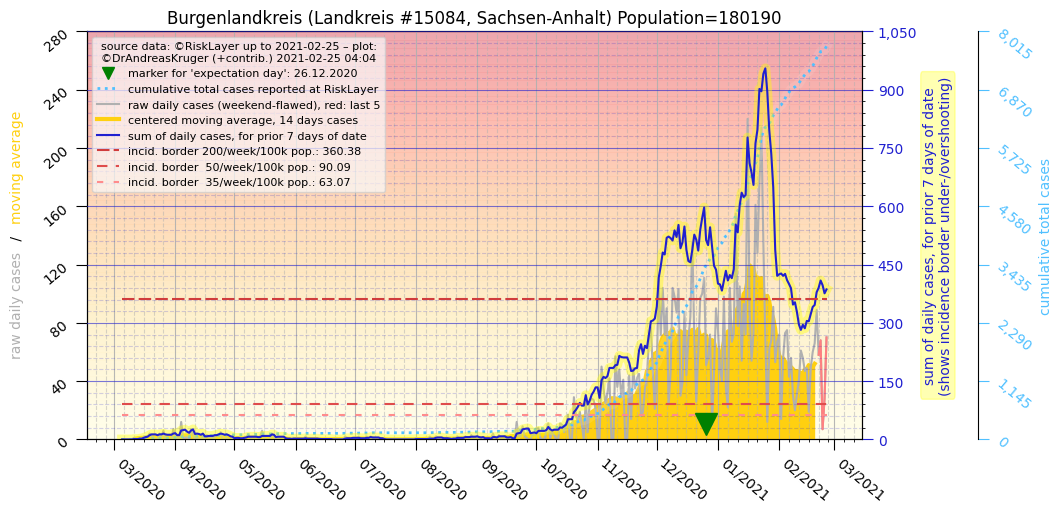 Burgenlandkreis (Landkreis #15084, Sachsen-Anhalt) Population=180190
source data: ©RiskLayer up to 2021-02-25 – plot:
©DrAndreasKruger (+contrib.) 2021-02-25 04:04
marker for 'expectation day': 26.12.2020
cumulative total cases reported at RiskLayer
raw daily cases (weekend-flawed), red: last 5
centered moving average, 14 days cases
sum of daily cases, for prior 7 days of date
incid. border 200/week/100k pop.: 360.38
incid. border  50/week/100k pop.: 90.09
incid. border  35/week/100k pop.: 63.07
raw daily cases / moving average
280
240
200
160
120
80
40
0
03/2020
04/2020
05/2020
06/2020
07/2020
08/2020
09/2020
10/2020
11/2020
12/2020
01/2021
02/2021
03/2021
1,050
900
750
600
450
300
150
0
sum of daily cases, for prior 7 days of date
(shows incidence border under-/overshooting)
8,015
6,870
5,725
4,580
3,435
2,290
1,145
0
cumulative total cases